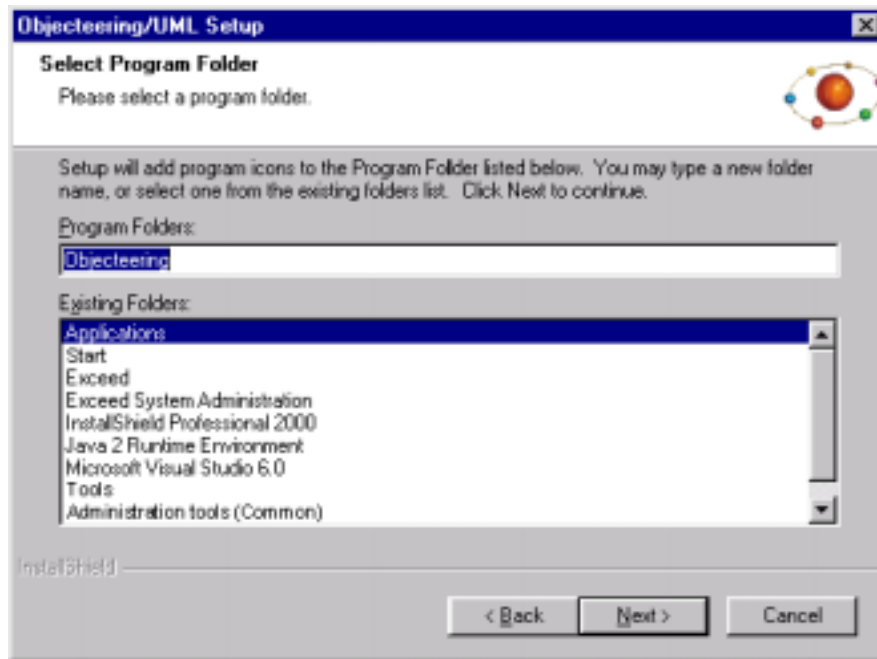 Objecteering/UML Setup
Select Program Folder
Please select a program folder.
Setup will add program icons to the Program Folder listed below. You may type a new folder
name, or select one from the existing folders list. Click Next to continue.
Program Folders:
Objecteering
Existing Folders:
Applications
Start
Exceed
Exceed System Administration
InstallShield Professional 2000
Java 2 Runtime Environment
Microsoft Visual Studio 6.0
Tools
Administration tools (Common)
InstallShield
< Back Next > Cancel